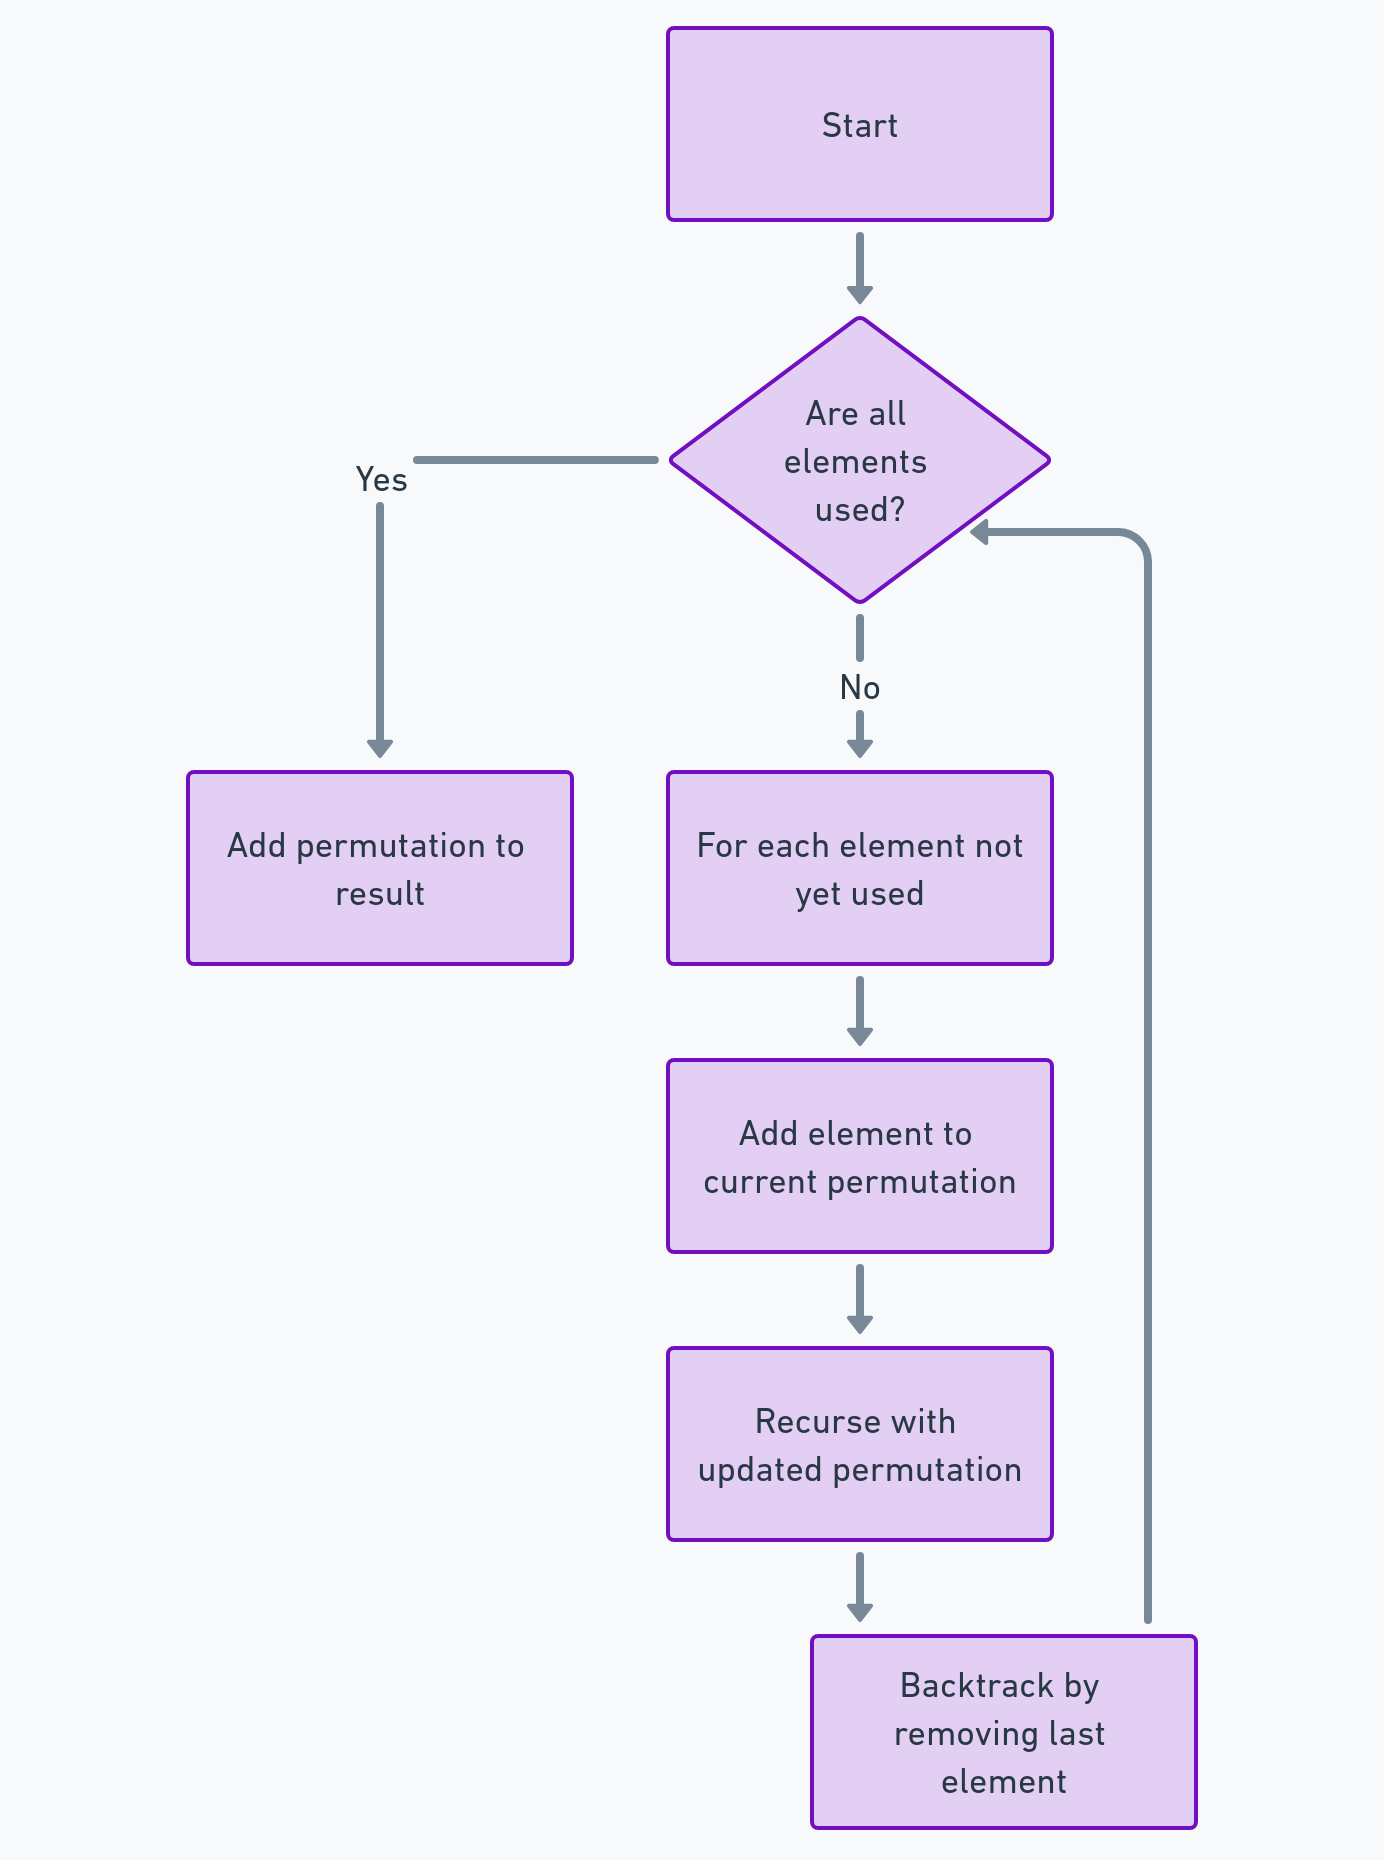 Start
Are all
elements
used?
Yes
No
Add permutation to
result
For each element not
yet used
Add element to
current permutation
Recurse with
updated permutation
Backtrack by
removing last
element